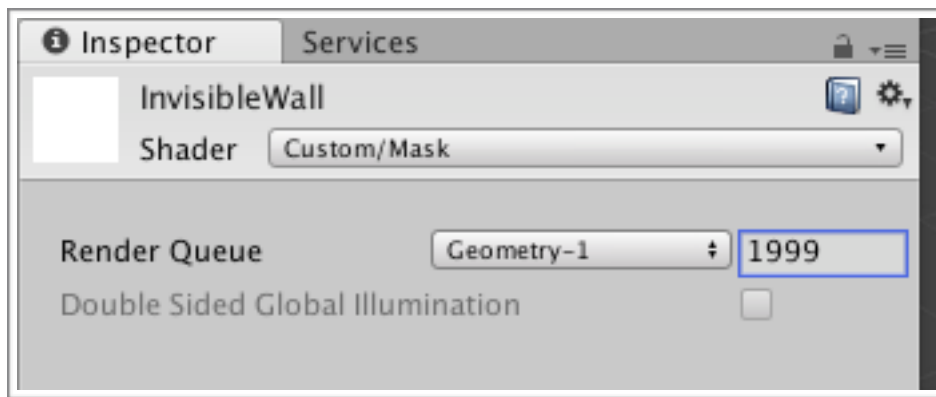 Inspector Services
InvisibleWall
Shader Custom/Mask
Render Queue Geometry-1 1999
Double Sided Global Illumination